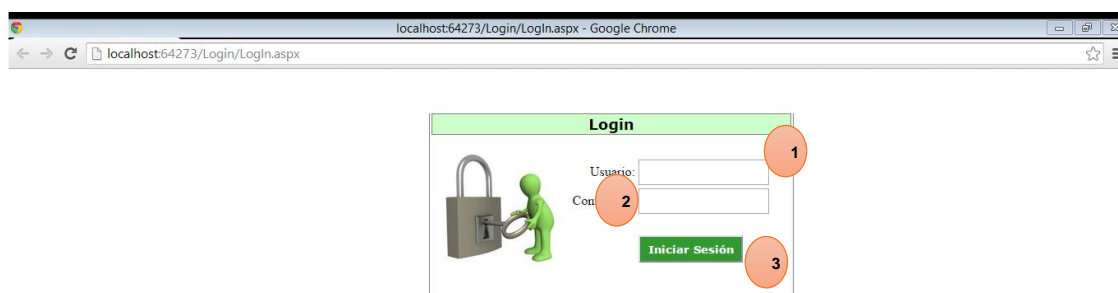 localhost:64273/Login/LogIn.aspx - Google Chrome
localhost:64273/Login/LogIn.aspx
Login
1
Usuario:
2
Iniciar Sesión
3